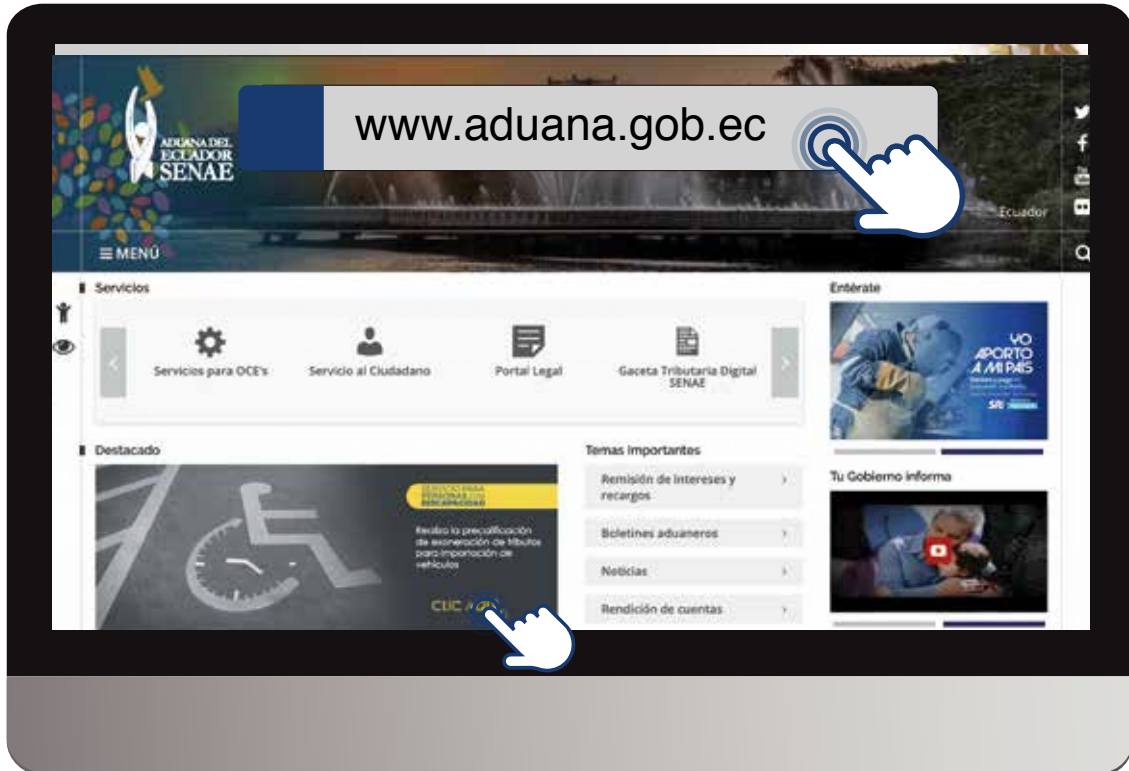 www.aduana.gob.ec
ADUANA DEL
ECUADOR
SENAE
Ecuador
MENÚ
Servicios
Servicios para OCE's
Servicio al Ciudadano
Portal Legal
Gaceta Tributaria Digital
SENAE
Entérate
YO
APORTO
A MI PAÍS
SRI
Destacado
SERVICIO PARA
PERSONAS CON
DISCAPACIDAD
Realiza la precalificación
de exoneración de tributos
para importación de
vehículos
CLIC AQUÍ
Temas Importantes
Remisión de intereses y
recargos
Boletines aduaneros
Noticias
Rendición de cuentas
Tu Gobierno informa